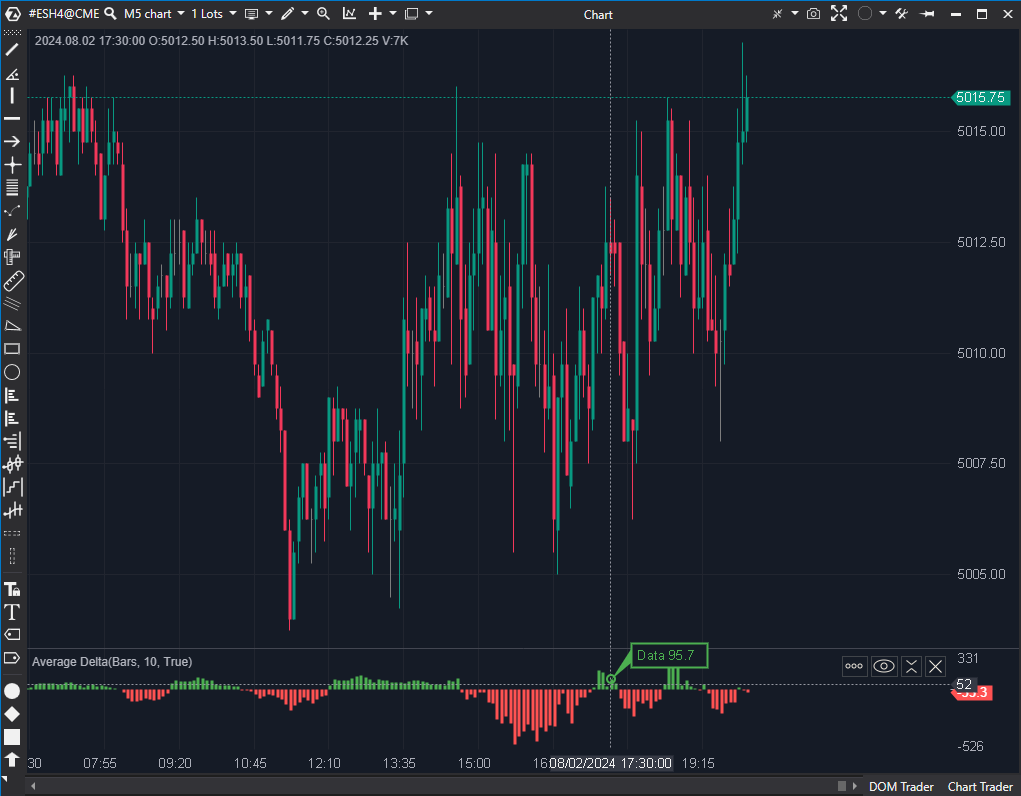 #ESH4@CME M5 chart 1 Lots Chart
2024.08.02 17:30:00 O:5012.50 H:5013.50 L:5011.75 C:5012.25 V:7K
5015.75
5015.00
5012.50
5010.00
5007.50
5005.00
Average Delta(Bars, 10, True)
Data 95.7
331
52
-526
30 07:55 09:20 10:45 12:10 13:35 15:00 16 08/02/2024 17:30:00 19:15
DOM Trader Chart Trader